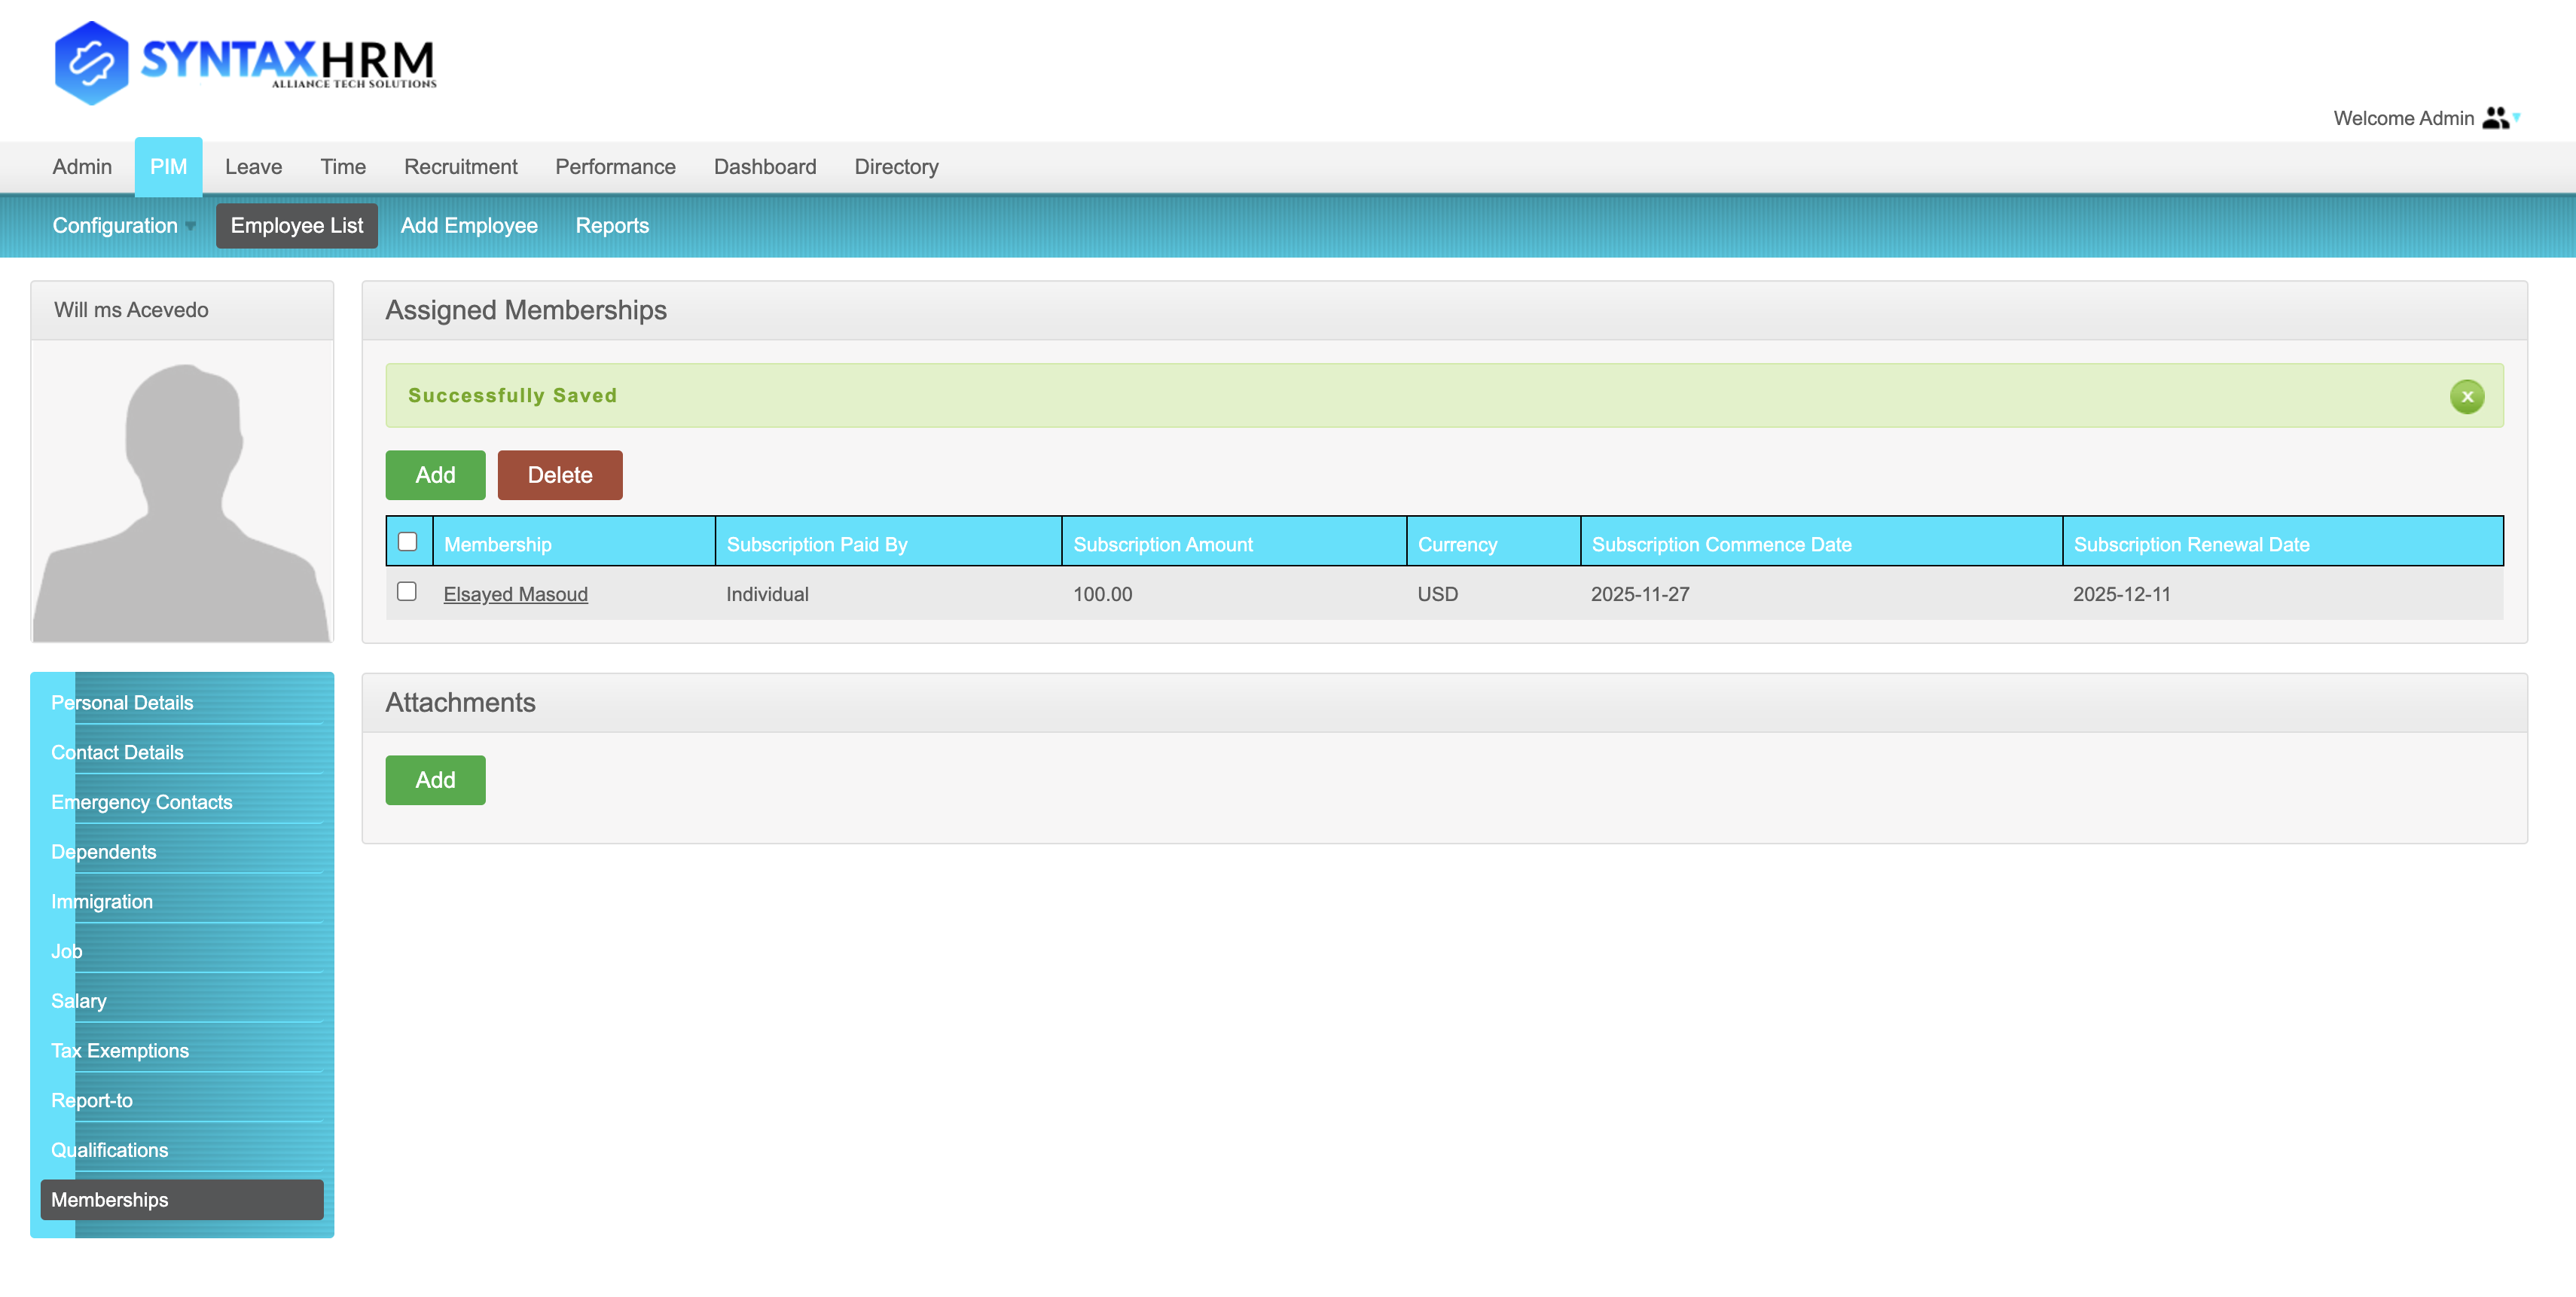 SYNTAXHRM
ALLIANCE TECH SOLUTIONS
Welcome Admin
Admin PIM Leave Time Recruitment Performance Dashboard Directory
Configuration Employee List Add Employee Reports
Will ms Acevedo
Assigned Memberships
Successfully Saved
x
Add Delete
Membership Subscription Paid By Subscription Amount Currency Subscription Commence Date Subscription Renewal Date
Elsayed Masoud Individual 100.00 USD 2025-11-27 2025-12-11
Personal Details
Contact Details
Emergency Contacts
Dependents
Immigration
Job
Salary
Tax Exemptions
Report-to
Qualifications
Memberships
Attachments
Add